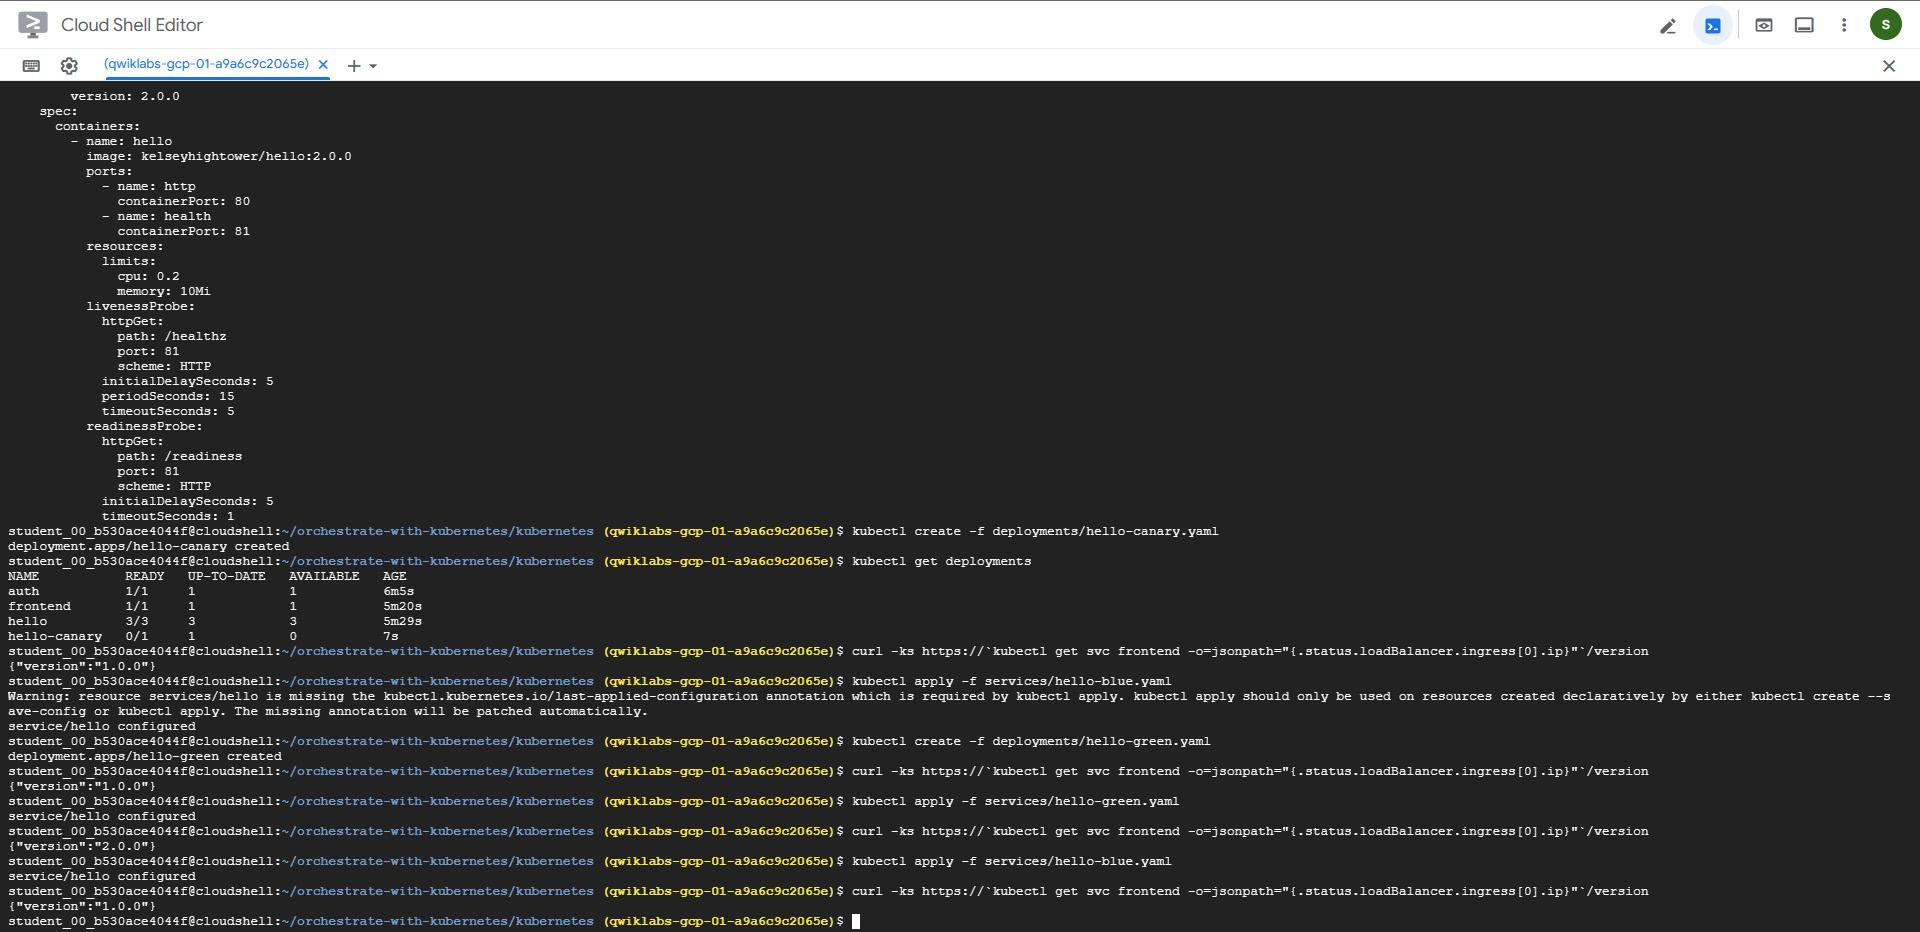 Cloud Shell Editor
S
(qwiklabs-gcp-01-a9a6c9c2065e)
version: 2.0.0
spec:
containers:
- name: hello
image: kelseyhightower/hello:2.0.0
ports:
- name: http
containerPort: 80
- name: health
containerPort: 81
resources:
limits:
cpu: 0.2
memory: 10Mi
livenessProbe:
httpGet:
path: /healthz
port: 81
scheme: HTTP
initialDelaySeconds: 5
periodSeconds: 15
timeoutSeconds: 5
readinessProbe:
httpGet:
path: /readiness
port: 81
scheme: HTTP
initialDelaySeconds: 5
timeoutSeconds: 1
student_00_b530ace4044f@cloudshell:~/orchestrate-with-kubernetes/kubernetes (qwiklabs-gcp-01-a9a6c9c2065e)$ kubectl create -f deployments/hello-canary.yaml
deployment.apps/hello-canary created
student_00_b530ace4044f@cloudshell:~/orchestrate-with-kubernetes/kubernetes (qwiklabs-gcp-01-a9a6c9c2065e)$ kubectl get deployments
NAME READY UP-TO-DATE AVAILABLE AGE
auth 1/1 1 1 6m5s
frontend 1/1 1 1 5m20s
hello 3/3 3 3 5m29s
hello-canary 0/1 1 0 7s
student_00_b530ace4044f@cloudshell:~/orchestrate-with-kubernetes/kubernetes (qwiklabs-gcp-01-a9a6c9c2065e)$ curl -ks https://`kubectl get svc frontend -o=jsonpath="{.status.loadBalancer.ingress[0].ip}"`/version
{"version":"1.0.0"}
student_00_b530ace4044f@cloudshell:~/orchestrate-with-kubernetes/kubernetes (qwiklabs-gcp-01-a9a6c9c2065e)$ kubectl apply -f services/hello-blue.yaml
Warning: resource services/hello is missing the kubectl.kubernetes.io/last-applied-configuration annotation which is required by kubectl apply. kubectl apply should only be used on resources created declaratively by either kubectl create --s
ave-config or kubectl apply. The missing annotation will be patched automatically.
service/hello configured
student_00_b530ace4044f@cloudshell:~/orchestrate-with-kubernetes/kubernetes (qwiklabs-gcp-01-a9a6c9c2065e)$ kubectl create -f deployments/hello-green.yaml
deployment.apps/hello-green created
student_00_b530ace4044f@cloudshell:~/orchestrate-with-kubernetes/kubernetes (qwiklabs-gcp-01-a9a6c9c2065e)$ curl -ks https://`kubectl get svc frontend -o=jsonpath="{.status.loadBalancer.ingress[0].ip}"`/version
{"version":"1.0.0"}
student_00_b530ace4044f@cloudshell:~/orchestrate-with-kubernetes/kubernetes (qwiklabs-gcp-01-a9a6c9c2065e)$ kubectl apply -f services/hello-green.yaml
service/hello configured
student_00_b530ace4044f@cloudshell:~/orchestrate-with-kubernetes/kubernetes (qwiklabs-gcp-01-a9a6c9c2065e)$ curl -ks https://`kubectl get svc frontend -o=jsonpath="{.status.loadBalancer.ingress[0].ip}"`/version
{"version":"2.0.0"}
student_00_b530ace4044f@cloudshell:~/orchestrate-with-kubernetes/kubernetes (qwiklabs-gcp-01-a9a6c9c2065e)$ kubectl apply -f services/hello-blue.yaml
service/hello configured
student_00_b530ace4044f@cloudshell:~/orchestrate-with-kubernetes/kubernetes (qwiklabs-gcp-01-a9a6c9c2065e)$ curl -ks https://`kubectl get svc frontend -o=jsonpath="{.status.loadBalancer.ingress[0].ip}"`/version
{"version":"1.0.0"}
student_00_b530ace4044f@cloudshell:~/orchestrate-with-kubernetes/kubernetes (qwiklabs-gcp-01-a9a6c9c2065e)$